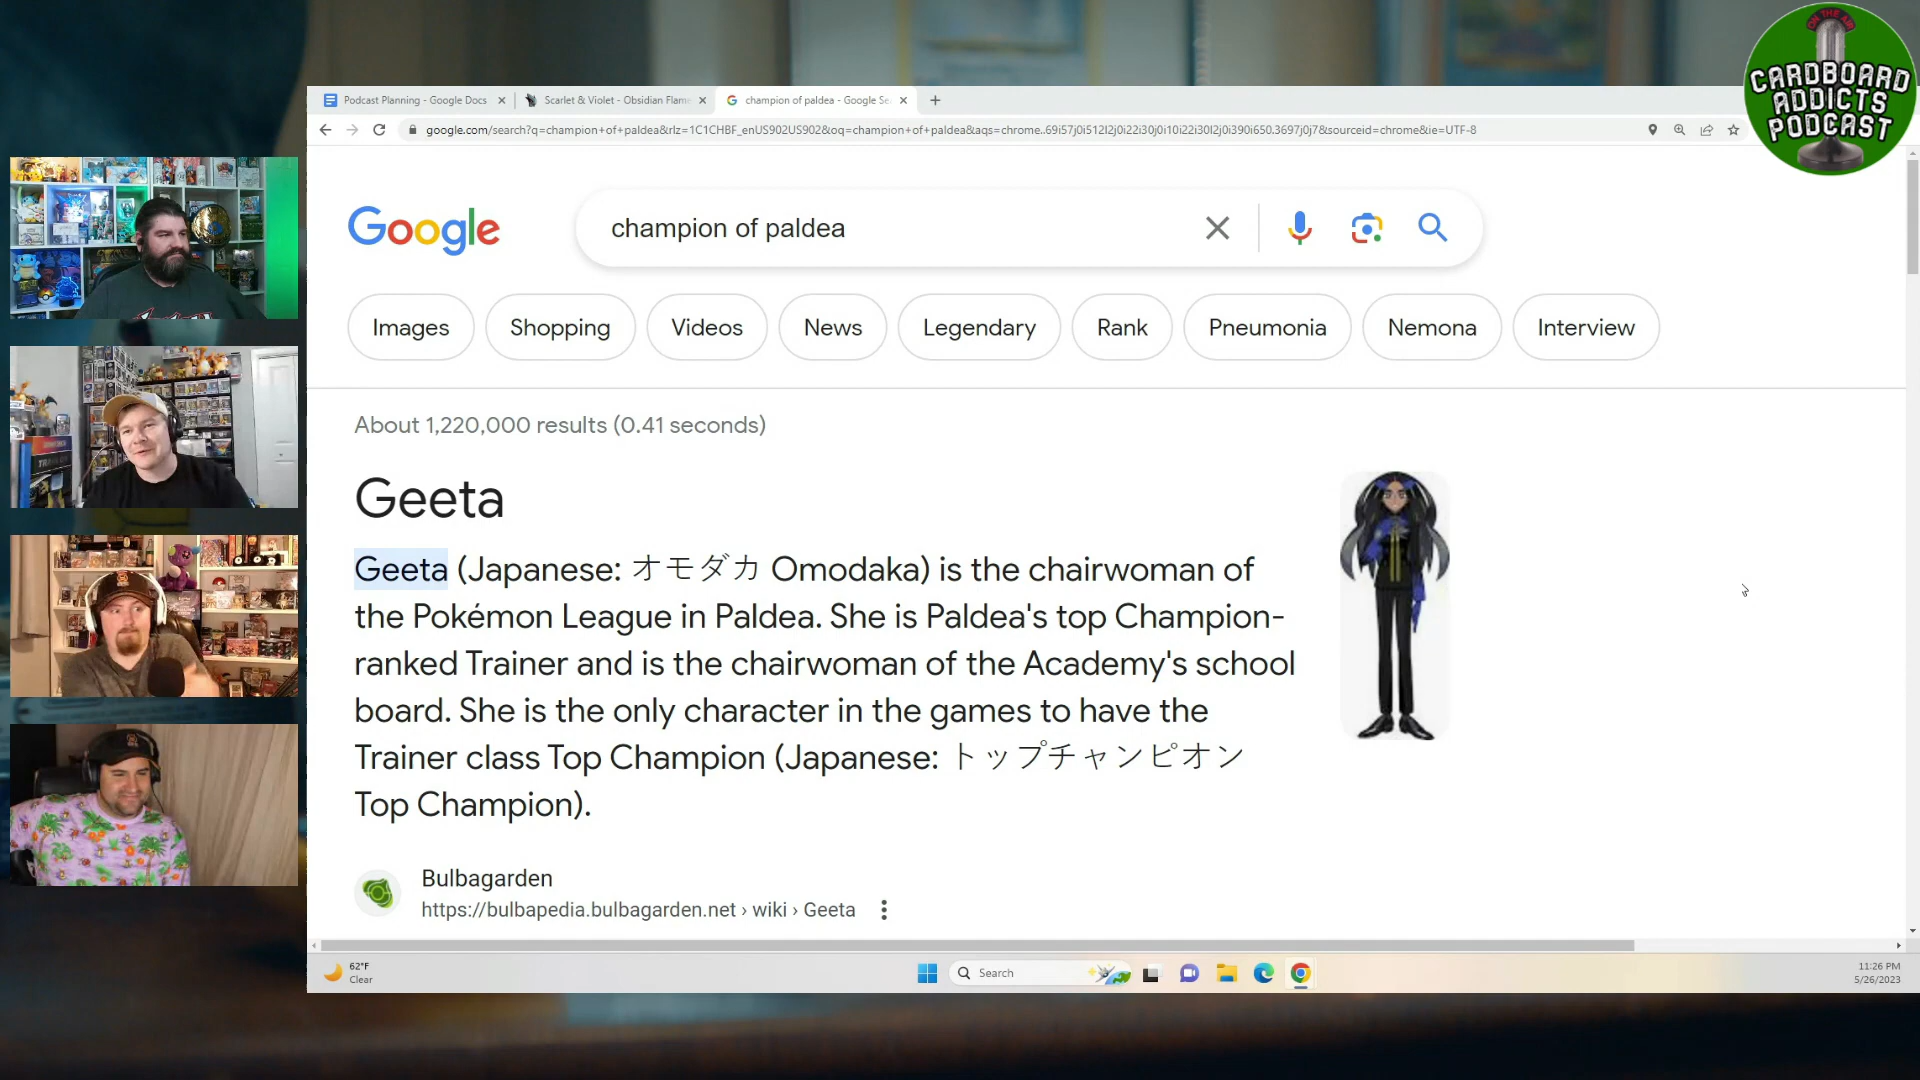 ON THE AIR
CARDBOARD
ADDICTS
PODCAST
Podcast Planning - Google Docs
Scarlet & Violet - Obsidian Flame
champion of paldea - Google Se
google.com/search?q=champion+of+paldea&rlz=1C1CHBF_enUS902US902&oq=champion+of+paldea&aqs=chrome..69i57j0i512l2j0i22i30j0i10i22i30l2j0i390i650.3697j0j7&sourceid=chrome&ie=UTF-8
Google
champion of paldea
Images
Shopping
Videos
News
Legendary
Rank
Pneumonia
Nemona
Interview
About 1,220,000 results (0.41 seconds)
Geeta
Geeta (Japanese: オモダカ Omodaka) is the chairwoman of
the Pokémon League in Paldea. She is Paldea's top Champion-
ranked Trainer and is the chairwoman of the Academy's school
board. She is the only character in the games to have the
Trainer class Top Champion (Japanese: トップチャンピオン
Top Champion).
Bulbagarden
https://bulbapedia.bulbagarden.net › wiki › Geeta
62°F
Clear
Search
11:26 PM
5/26/2023